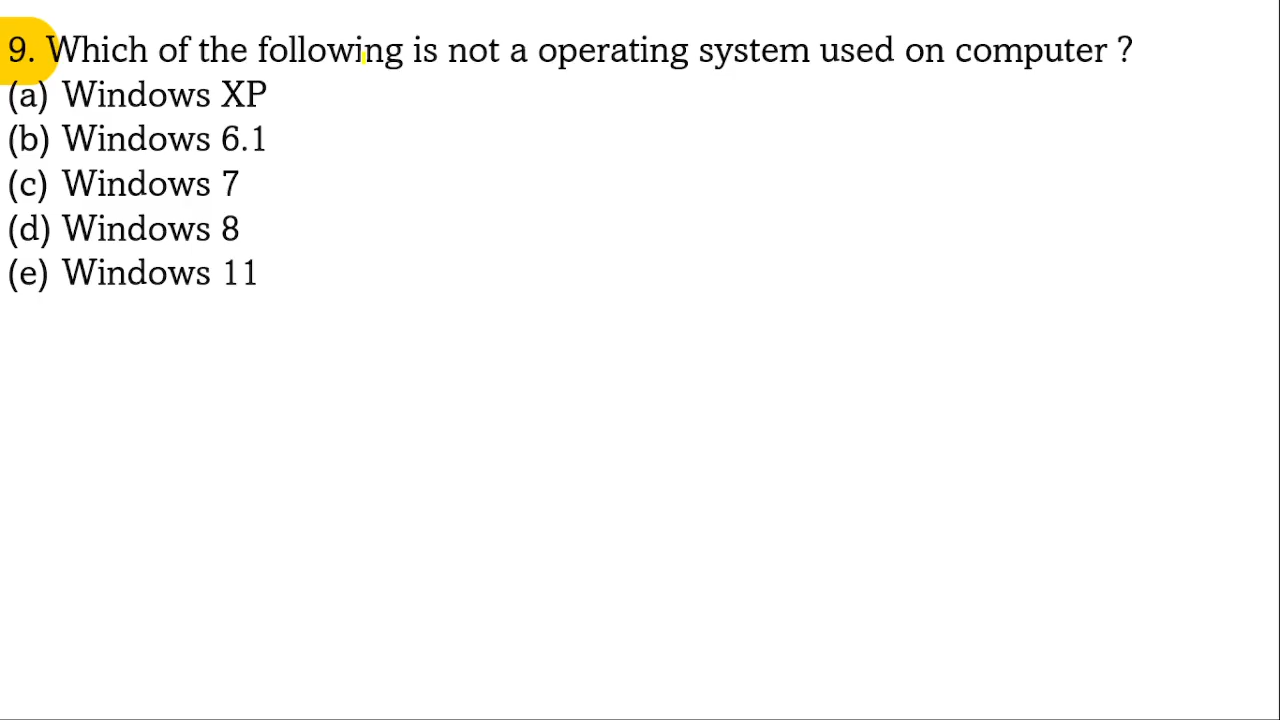 9. Which of the following is not a operating system used on computer ?
(a) Windows XP
(b) Windows 6.1
(c) Windows 7
(d) Windows 8
(e) Windows 11